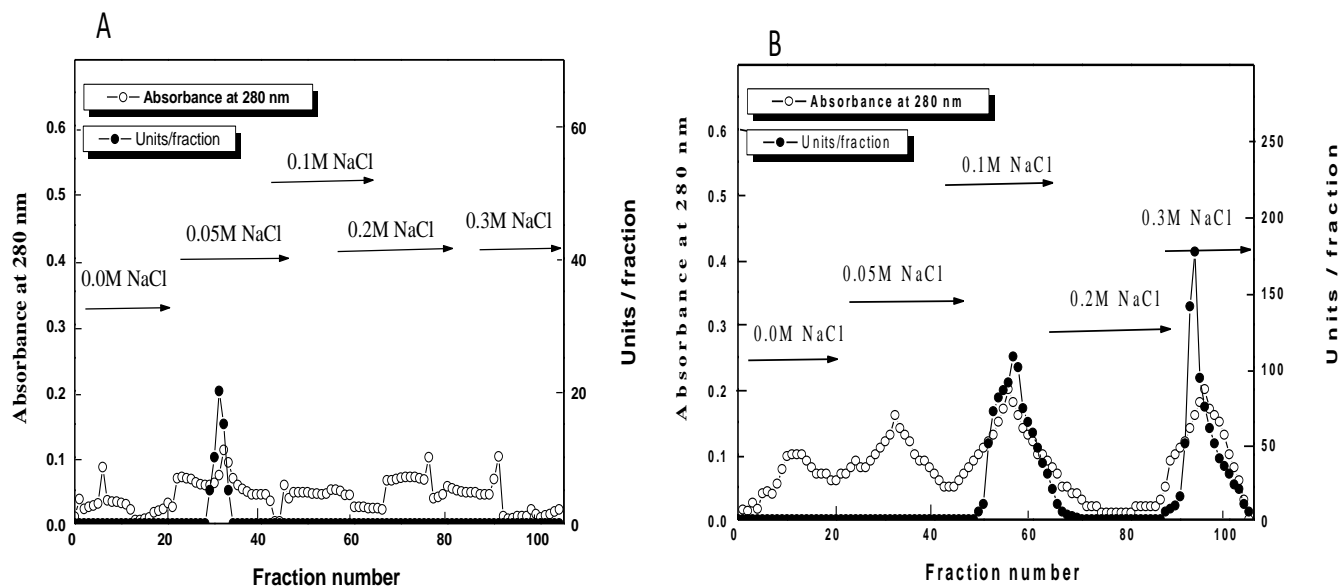 A
Absorbance at 280 nm
Units/fraction
0.6
0.5
0.4
0.3
0.2
0.1
0.0
60
40
20
0
0.1M NaCl
0.05M NaCl
0.2M NaCl
0.3M NaCl
0.0M NaCl
0 20 40 60 80 100
Absorbance at 280 nm
Units / fraction
Fraction number
B
Absorbance at 280 nm
Units/fraction
0.6
0.5
0.4
0.3
0.2
0.1
0.0
250
200
150
100
50
0
0.1M NaCl
0.3M NaCl
0.05M NaCl
0.2M NaCl
0.0M NaCl
0 20 40 60 80 100
Absorbance at 280 nm
Units / fraction
Fraction number